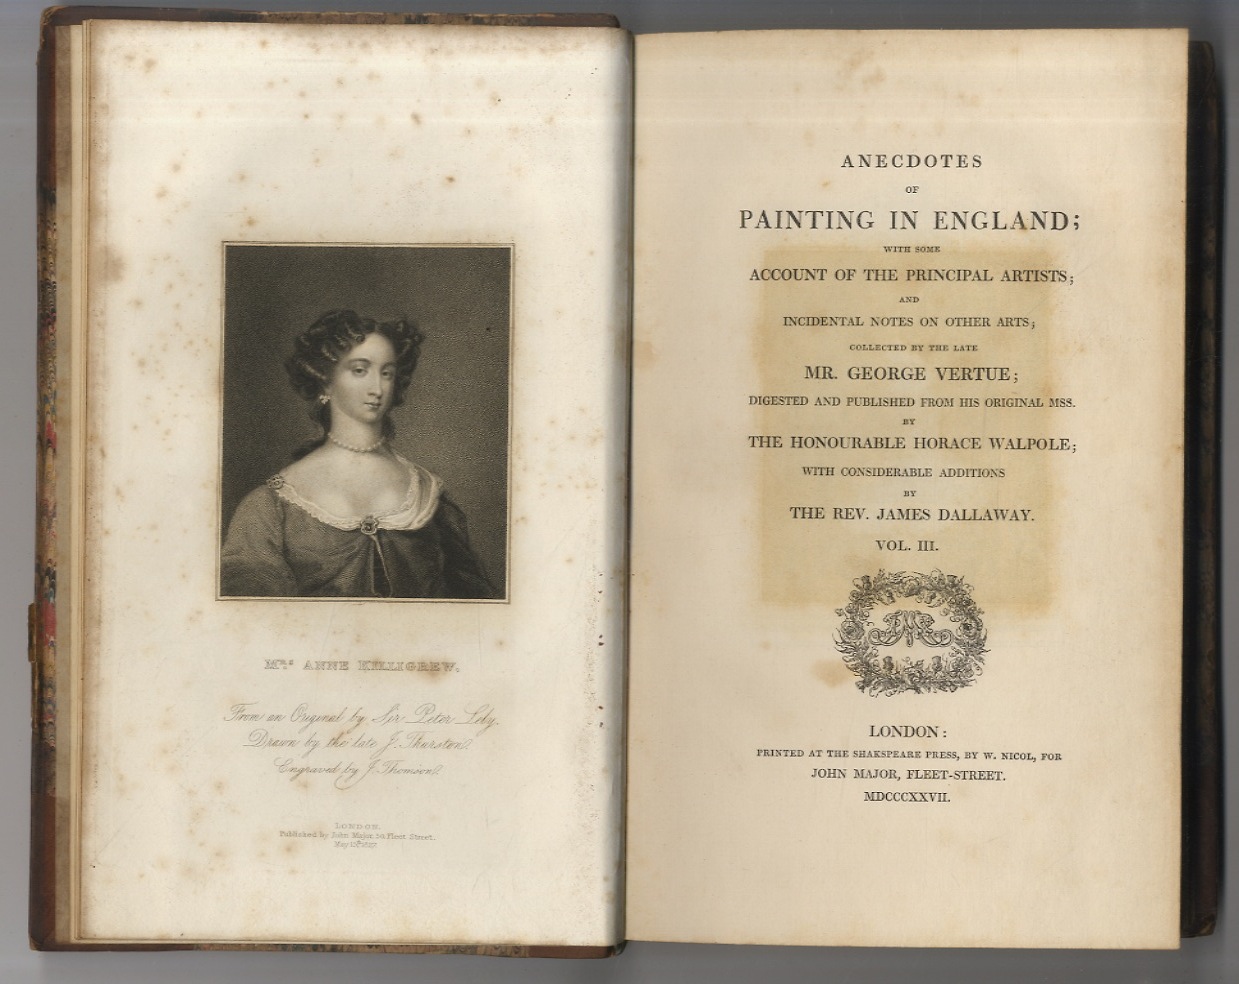 Mrs. ANNE KILLIGREW.
From an Original by Sir Peter Lely.
Drawn by the late J. Thurston.
Engraved by J. Thomson.
LONDON,
Published by John Major, 50, Fleet Street.
May 15th 1827.
ANECDOTES
OF
PAINTING IN ENGLAND;
WITH SOME
ACCOUNT OF THE PRINCIPAL ARTISTS;
AND
INCIDENTAL NOTES ON OTHER ARTS;
COLLECTED BY THE LATE
MR. GEORGE VERTUE;
DIGESTED AND PUBLISHED FROM HIS ORIGINAL MSS.
BY
THE HONOURABLE HORACE WALPOLE;
WITH CONSIDERABLE ADDITIONS
BY
THE REV. JAMES DALLAWAY.
VOL. III.
LONDON:
PRINTED AT THE SHAKSPEARE PRESS, BY W. NICOL, FOR
JOHN MAJOR, FLEET-STREET.
MDCCCXXVII.